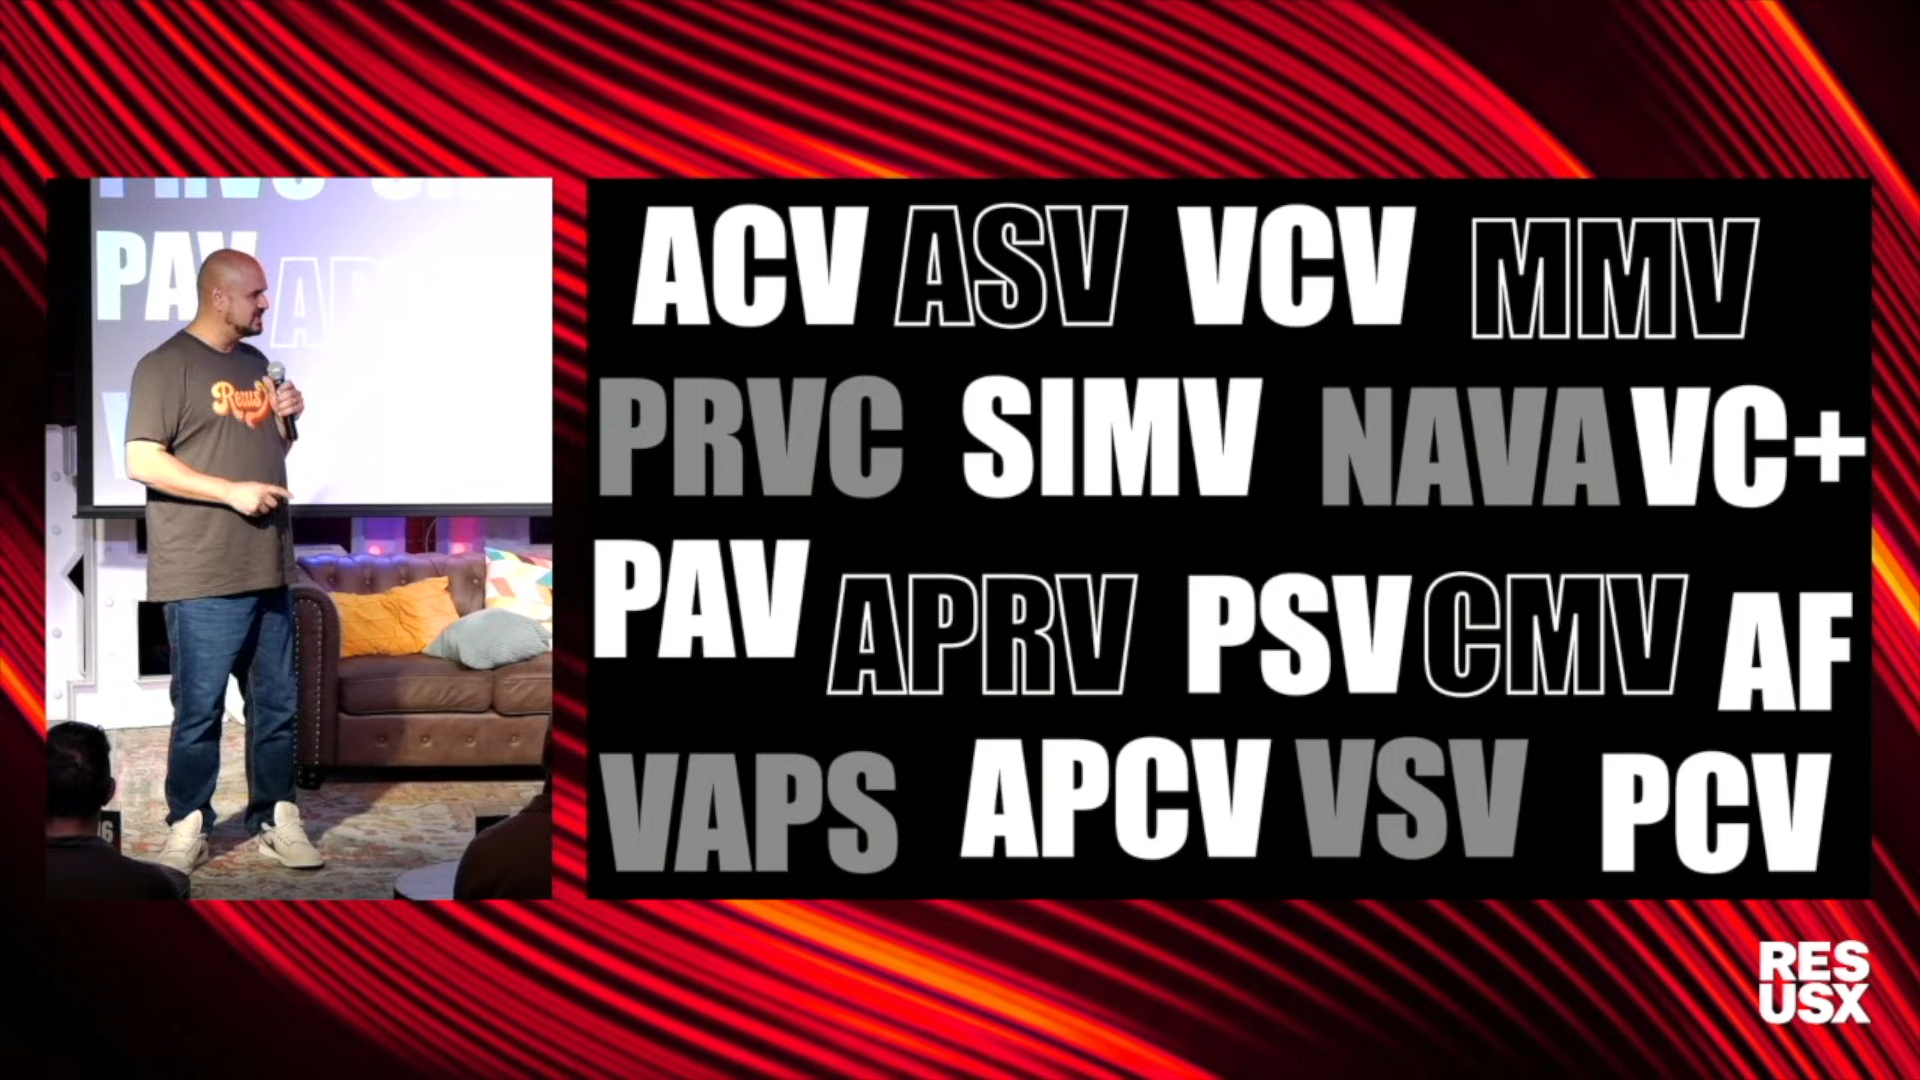 ACV ASV VCV MMV
PRVC SIMV NAVA VC+
PAV APRV PSV CMV AF
VAPS APCV VSV PCV
PAV
RES
USX